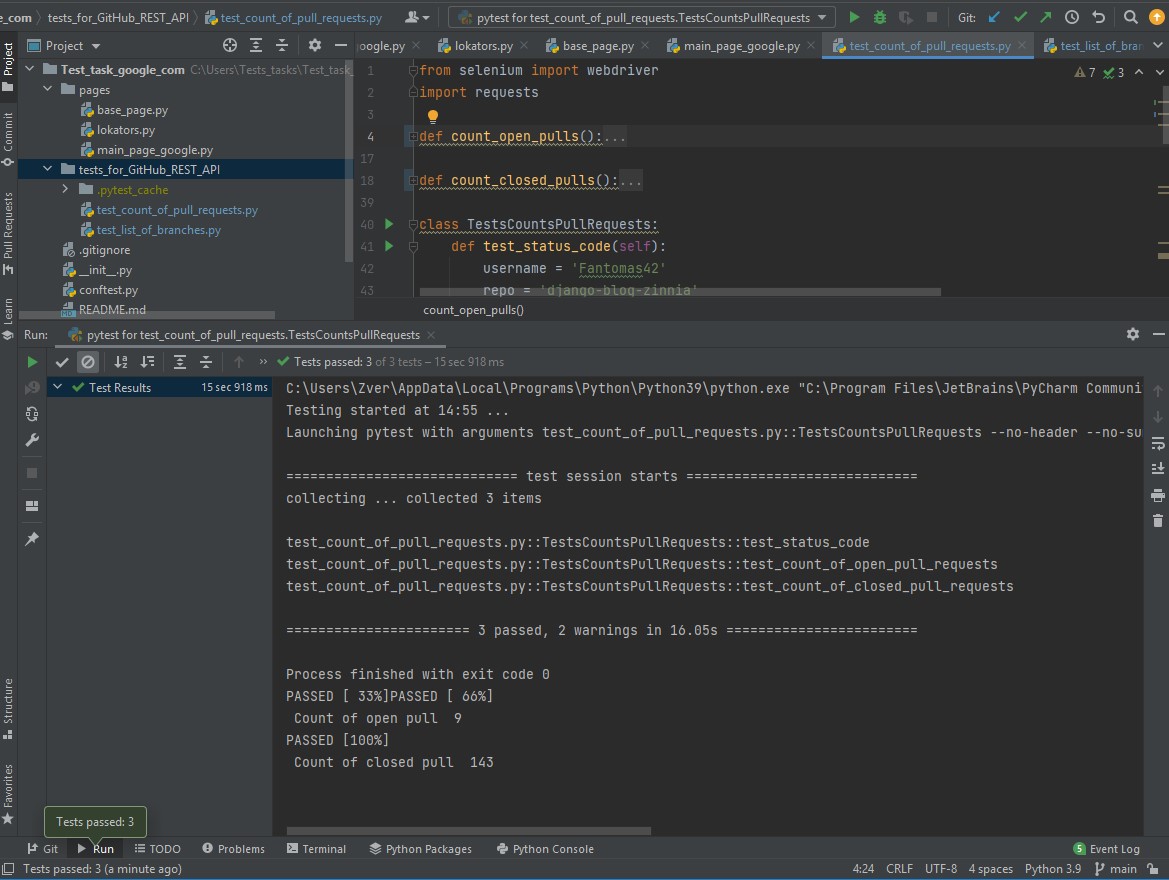 e_com tests_for_GitHub_REST_API test_count_of_pull_requests.py pytest for test_count_of_pull_requests.TestsCountsPullRequests Git:
Project
oogle.py lokators.py base_page.py main_page_google.py test_count_of_pull_requests.py test_list_of_bran
Test_task_google_com C:\Users\Tests_tasks\Test_task_
pages
base_page.py
lokators.py
main_page_google.py
tests_for_GitHub_REST_API
.pytest_cache
test_count_of_pull_requests.py
test_list_of_branches.py
.gitignore
__init__.py
conftest.py
README.md
Project
Commit
Pull Requests
Learn
Structure
Favorites
7 3
1 from selenium import webdriver
2 import requests
3
4 def count_open_pulls():...
17
18 def count_closed_pulls():...
39
40 class TestsCountsPullRequests:
41 def test_status_code(self):
42 username = 'Fantomas42'
43 repo = 'django-blog-zinnia'
count_open_pulls()
Run: pytest for test_count_of_pull_requests.TestsCountsPullRequests
Tests passed: 3 of 3 tests – 15 sec 918 ms
Test Results 15 sec 918 ms
C:\Users\Zver\AppData\Local\Programs\Python\Python39\python.exe "C:\Program Files\JetBrains\PyCharm Communi
Testing started at 14:55 ...
Launching pytest with arguments test_count_of_pull_requests.py::TestsCountsPullRequests --no-header --no-su
============================ test session starts ============================
collecting ... collected 3 items
test_count_of_pull_requests.py::TestsCountsPullRequests::test_status_code
test_count_of_pull_requests.py::TestsCountsPullRequests::test_count_of_open_pull_requests
test_count_of_pull_requests.py::TestsCountsPullRequests::test_count_of_closed_pull_requests
======================= 3 passed, 2 warnings in 16.05s ========================
Process finished with exit code 0
PASSED [ 33%]PASSED [ 66%]
Count of open pull  9
PASSED [100%]
Count of closed pull  143
Tests passed: 3
Git Run TODO Problems Terminal Python Packages Python Console 5 Event Log
Tests passed: 3 (a minute ago) 4:24 CRLF UTF-8 4 spaces Python 3.9 main